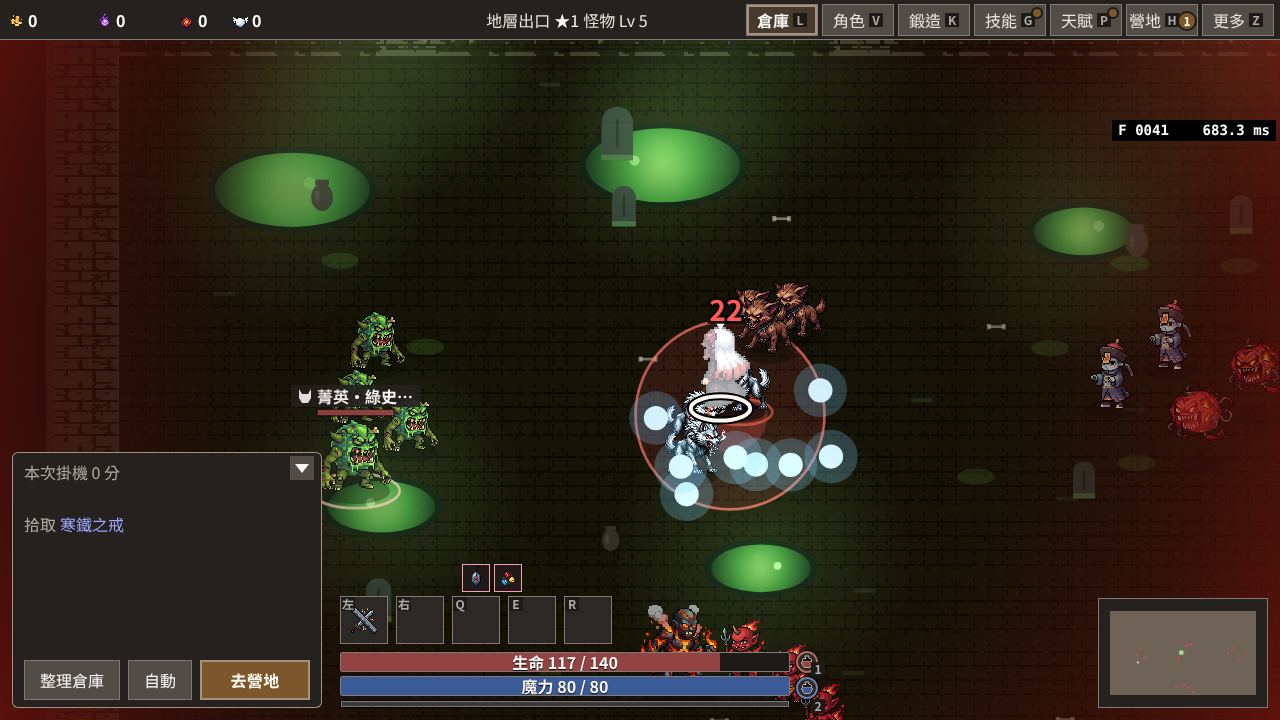 0 0 0 0 地層出口 ★1 怪物 Lv 5 倉庫 L 角色 V 鍛造 K 技能 G 天賦 P 營地 H 1 更多 Z
F 0041 683.3 ms
22
菁英・綠史…
本次掛機 0 分
拾取 寒鐵之戒
左 右 Q E R
生命 117 / 140 1
魔力 80 / 80 2
整理倉庫 自動 去營地